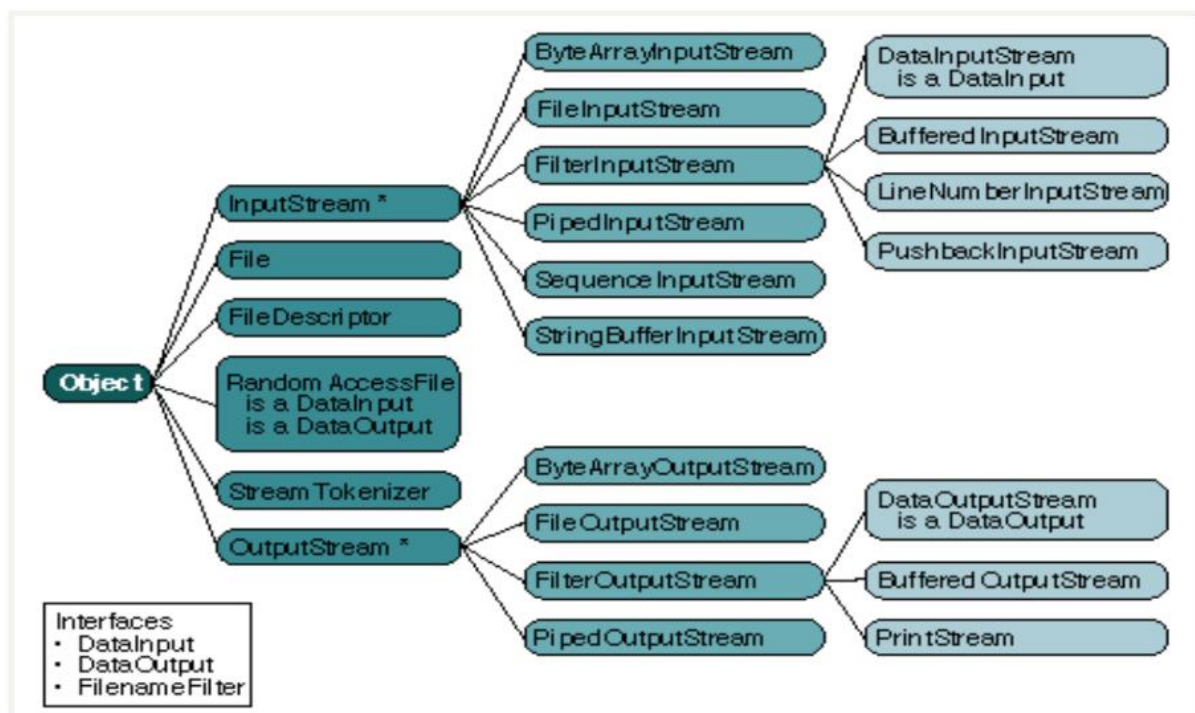 Object
InputStream *
File
FileDescriptor
Random AccessFile
is a DataInput
is a DataOutput
StreamTokenizer
OutputStream *
ByteArrayInputStream
FileInputStream
FilterInputStream
PipedInputStream
SequenceInputStream
StringBufferInputStream
ByteArrayOutputStream
FileOutputStream
FilterOutputStream
PipedOutputStream
DataInputStream
is a DataInput
BufferedInputStream
LineNumberInputStream
PushbackInputStream
DataOutputStream
is a DataOutput
BufferedOutputStream
PrintStream
Interfaces
• DataInput
• DataOutput
• FilenameFilter